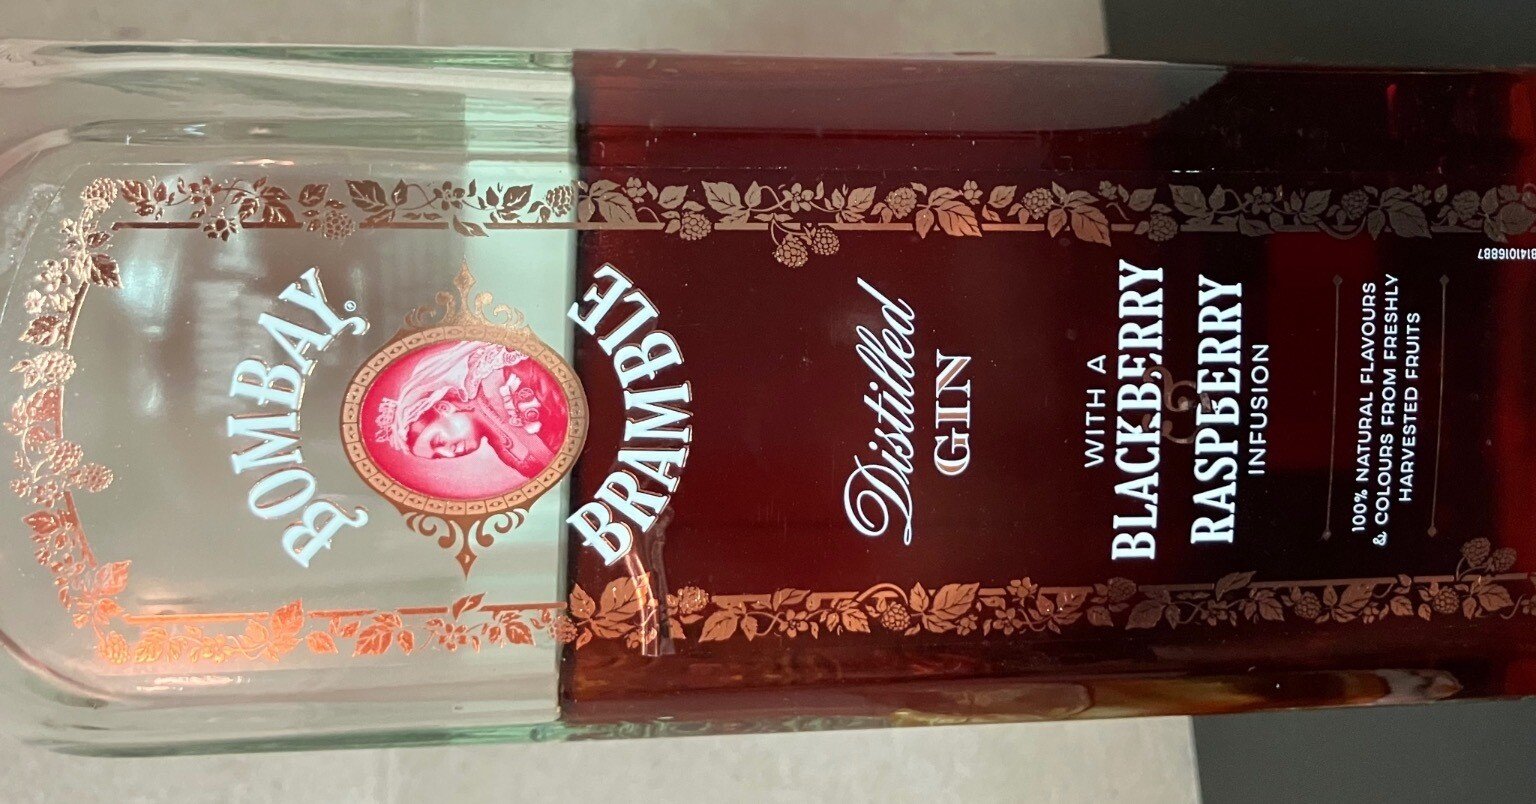 BOMBAY®
BRAMBLE
Distilled
GIN
WITH A
BLACKBERRY
&
RASPBERRY
INFUSION
100% NATURAL FLAVOURS
& COLOURS FROM FRESHLY
HARVESTED FRUITS